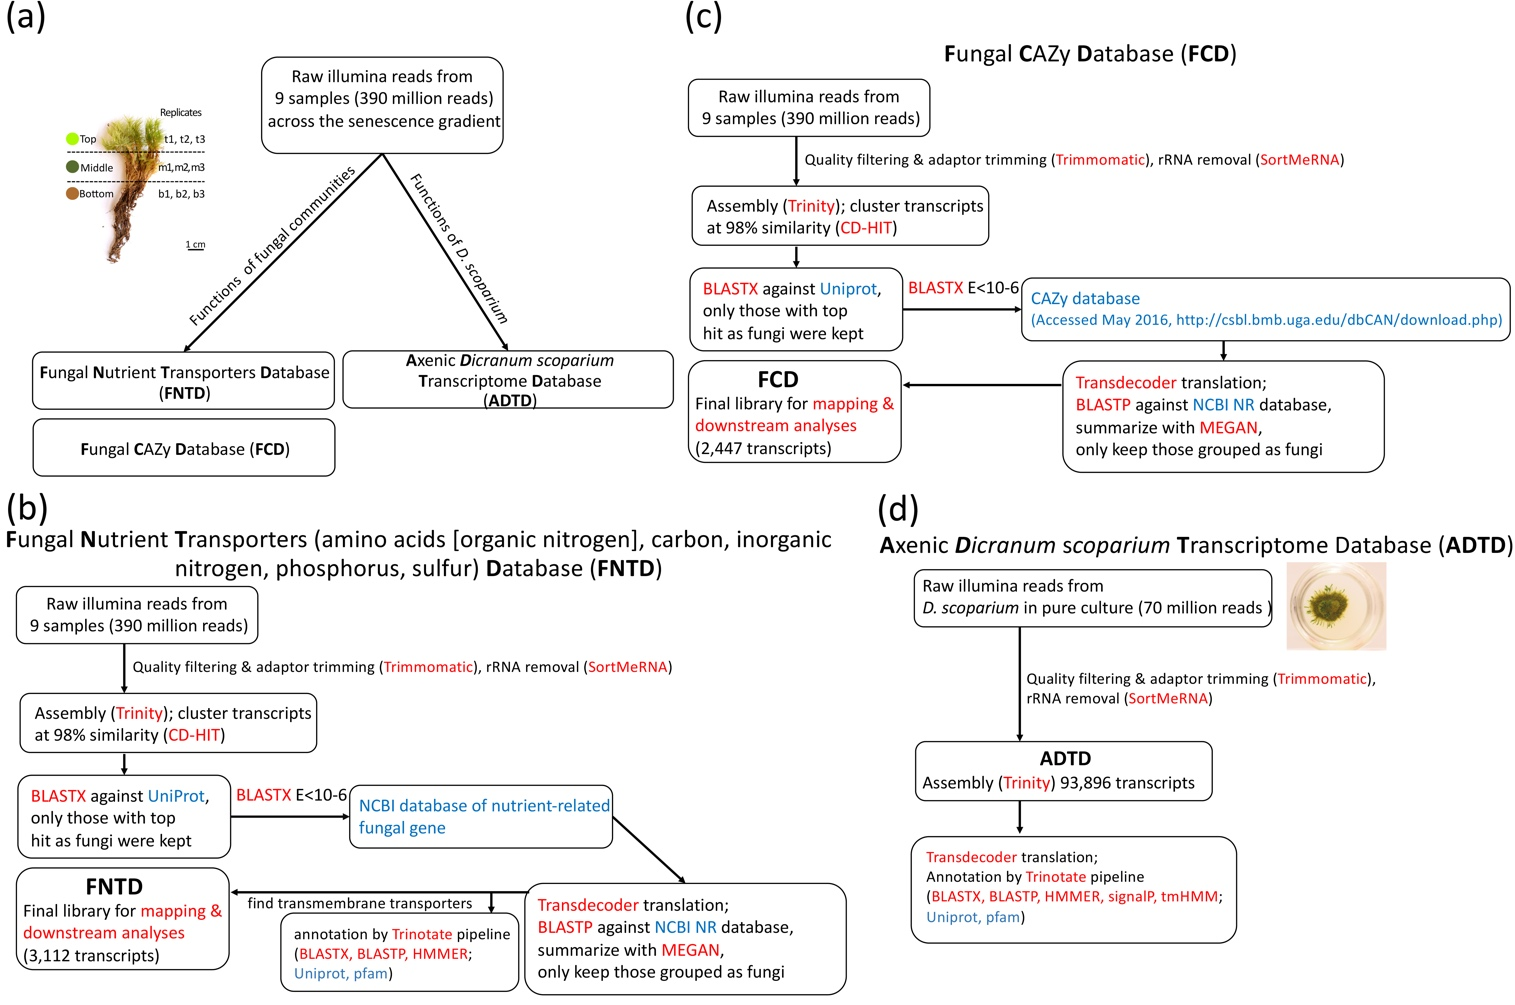 (a)
Raw illumina reads from
9 samples (390 million reads)
across the senescence gradient
Replicates
Top
t1, t2, t3
Middle
m1,m2,m3
Bottom
b1, b2, b3
1 cm
Functions of fungal communities
Functions of D. scoparium
Fungal Nutrient Transporters Database
(FNTD)
Axenic Dicranum scoparium
Transcriptome Database
(ADTD)
Fungal CAZy Database (FCD)
(b)
Fungal Nutrient Transporters (amino acids [organic nitrogen], carbon, inorganic
nitrogen, phosphorus, sulfur) Database (FNTD)
Raw illumina reads from
9 samples (390 million reads)
Quality filtering & adaptor trimming (Trimmomatic), rRNA removal (SortMeRNA)
Assembly (Trinity); cluster transcripts
at 98% similarity (CD-HIT)
BLASTX against UniProt,
only those with top
hit as fungi were kept
BLASTX E<10-6
NCBI database of nutrient-related
fungal gene
Transdecoder translation;
BLASTP against NCBI NR database,
summarize with MEGAN,
only keep those grouped as fungi
find transmembrane transporters
annotation by Trinotate pipeline
(BLASTX, BLASTP, HMMER;
Uniprot, pfam)
FNTD
Final library for mapping &
downstream analyses
(3,112 transcripts)
(c)
Fungal CAZy Database (FCD)
Raw illumina reads from
9 samples (390 million reads)
Quality filtering & adaptor trimming (Trimmomatic), rRNA removal (SortMeRNA)
Assembly (Trinity); cluster transcripts
at 98% similarity (CD-HIT)
BLASTX against Uniprot,
only those with top
hit as fungi were kept
BLASTX E<10-6
CAZy database
(Accessed May 2016, http://csbl.bmb.uga.edu/dbCAN/download.php)
Transdecoder translation;
BLASTP against NCBI NR database,
summarize with MEGAN,
only keep those grouped as fungi
FCD
Final library for mapping &
downstream analyses
(2,447 transcripts)
(d)
Axenic Dicranum scoparium Transcriptome Database (ADTD)
Raw illumina reads from
D. scoparium in pure culture (70 million reads )
Quality filtering & adaptor trimming (Trimmomatic),
rRNA removal (SortMeRNA)
ADTD
Assembly (Trinity) 93,896 transcripts
Transdecoder translation;
Annotation by Trinotate pipeline
(BLASTX, BLASTP, HMMER, signalP, tmHMM;
Uniprot, pfam)